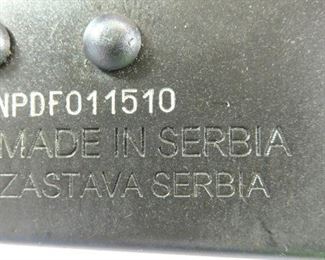 NPDF011510
MADE IN SERBIA
ZASTAVA SERBIA